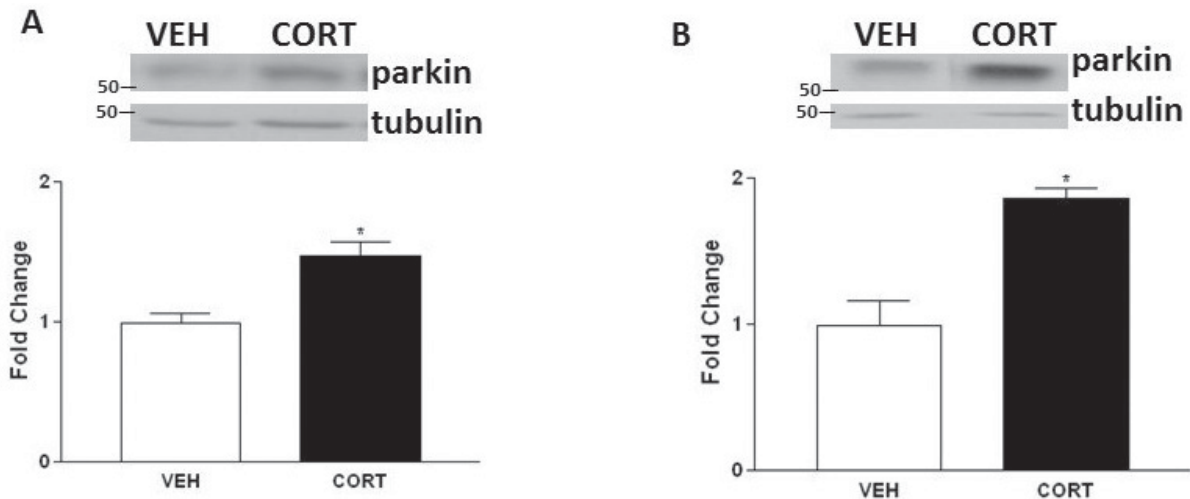 A
VEH CORT
50 parkin
50 tubulin
2
*
1
0
Fold Change
VEH CORT
B
VEH CORT
50 parkin
50 tubulin
2
*
1
0
Fold Change
VEH CORT